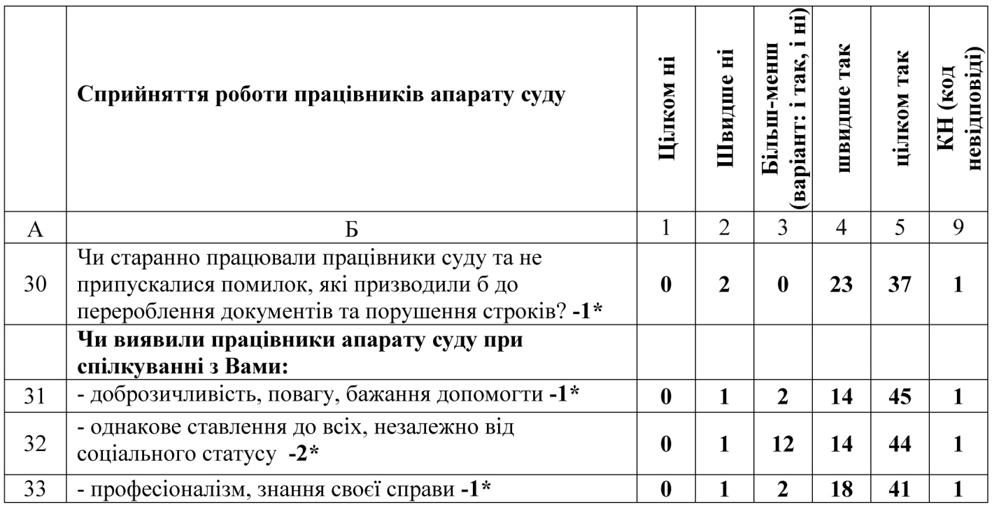 Сприйняття роботи працівників апарату суду
Цілком ні
Швидше ні
Більш-менш
(варіант: і так, і ні)
швидше так
цілком так
КН (код
невідповіді)
А Б 1 2 3 4 5 9
Чи старанно працювали працівники суду та не
30 припускалися помилок, які призводили б до 0 2 0 23 37 1
перероблення документів та порушення строків? -1*
Чи виявили працівники апарату суду при
спілкуванні з Вами:
31 - доброзичливість, повагу, бажання допомогти -1* 0 1 2 14 45 1
- однакове ставлення до всіх, незалежно від
32 соціального статусу -2* 0 1 12 14 44 1
33 - професіоналізм, знання своєї справи -1* 0 1 2 18 41 1